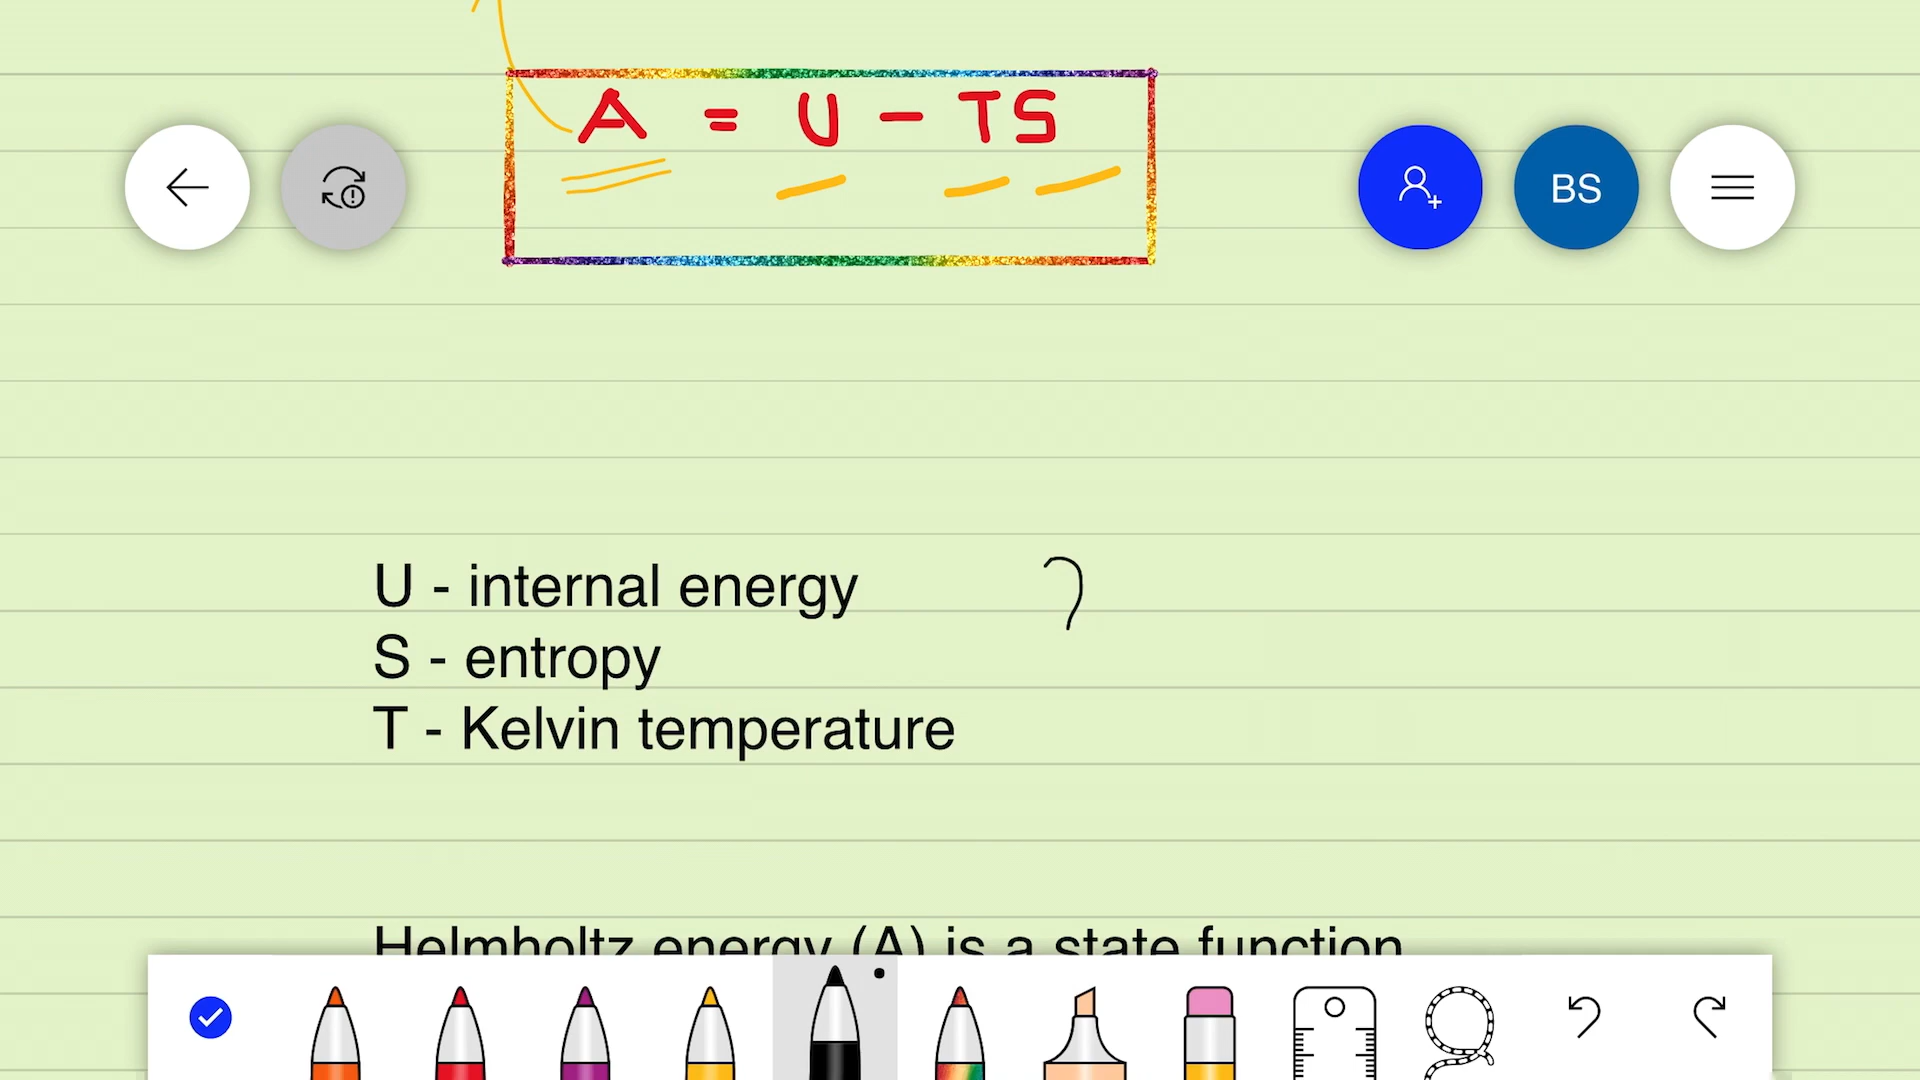 A = U - TS
BS
U - internal energy
S - entropy
T - Kelvin temperature
Helmholtz energy (A) is a state function